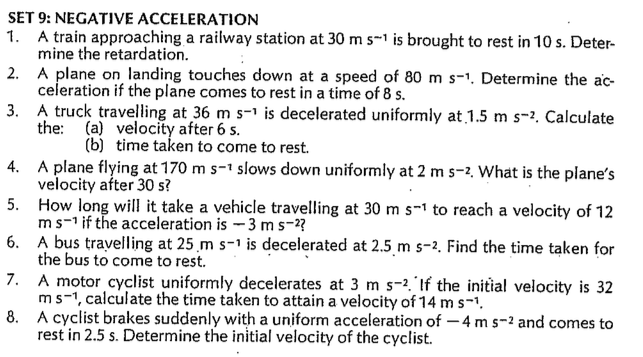 SET 9: NEGATIVE ACCELERATION
1. A train approaching a railway station at 30 m s⁻¹ is brought to rest in 10 s. Deter-
mine the retardation.
2. A plane on landing touches down at a speed of 80 m s⁻¹. Determine the ac-
celeration if the plane comes to rest in a time of 8 s.
3. A truck travelling at 36 m s⁻¹ is decelerated uniformly at 1.5 m s⁻². Calculate
the: (a) velocity after 6 s.
(b) time taken to come to rest.
4. A plane flying at 170 m s⁻¹ slows down uniformly at 2 m s⁻². What is the plane's
velocity after 30 s?
5. How long will it take a vehicle travelling at 30 m s⁻¹ to reach a velocity of 12
m s⁻¹ if the acceleration is −3 m s⁻²?
6. A bus travelling at 25 m s⁻¹ is decelerated at 2.5 m s⁻². Find the time taken for
the bus to come to rest.
7. A motor cyclist uniformly decelerates at 3 m s⁻². If the initial velocity is 32
m s⁻¹, calculate the time taken to attain a velocity of 14 m s⁻¹.
8. A cyclist brakes suddenly with a uniform acceleration of −4 m s⁻² and comes to
rest in 2.5 s. Determine the initial velocity of the cyclist.